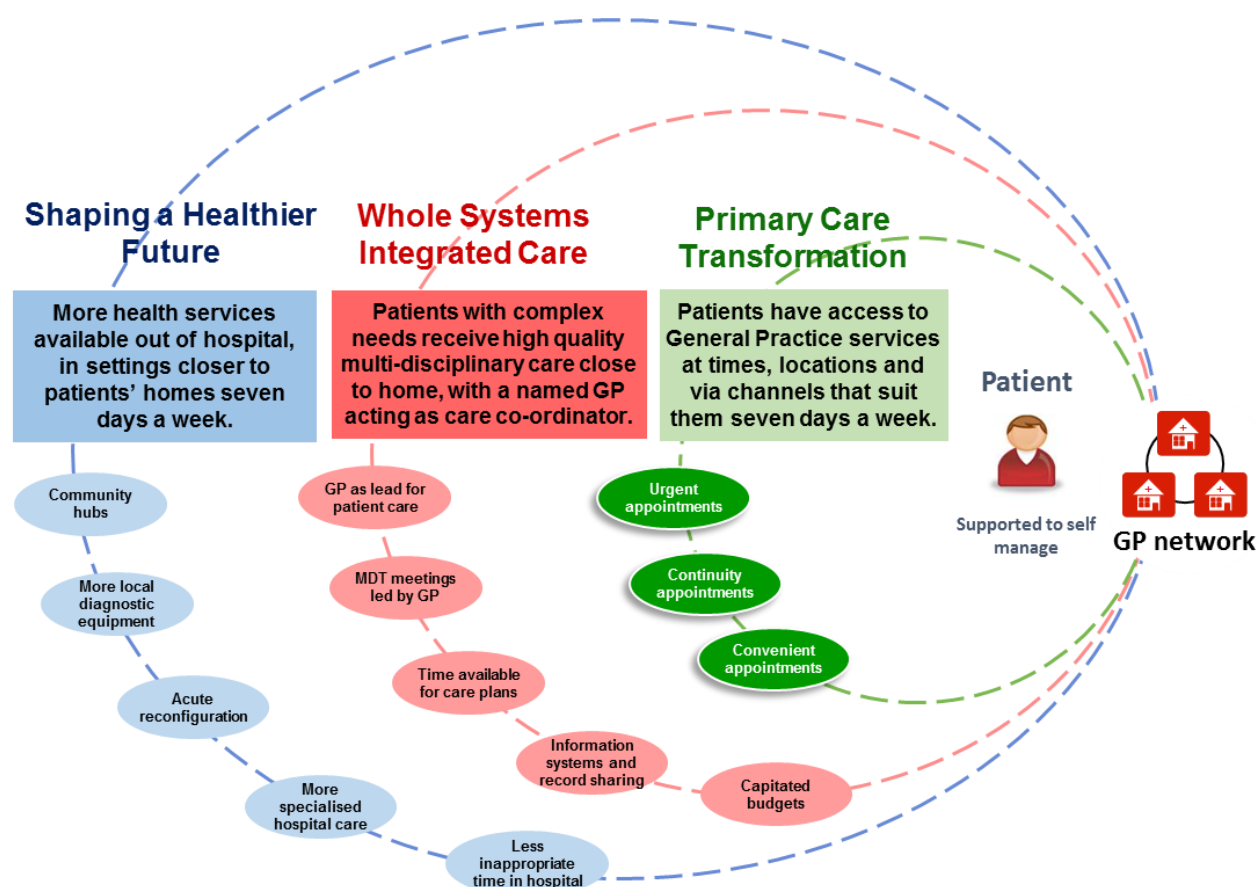 Shaping a Healthier
Future
Whole Systems
Integrated Care
Primary Care
Transformation
More health services
available out of hospital,
in settings closer to
patients’ homes seven
days a week.
Patients with complex
needs receive high quality
multi-disciplinary care close
to home, with a named GP
acting as care co-ordinator.
Patients have access to
General Practice services
at times, locations and
via channels that suit
them seven days a week.
Patient
Supported to self
manage
GP network
Community
hubs
More local
diagnostic
equipment
Acute
reconfiguration
More
specialised
hospital care
Less
inappropriate
time in hospital
GP as lead for
patient care
MDT meetings
led by GP
Time available
for care plans
Information
systems and
record sharing
Capitated
budgets
Urgent
appointments
Continuity
appointments
Convenient
appointments